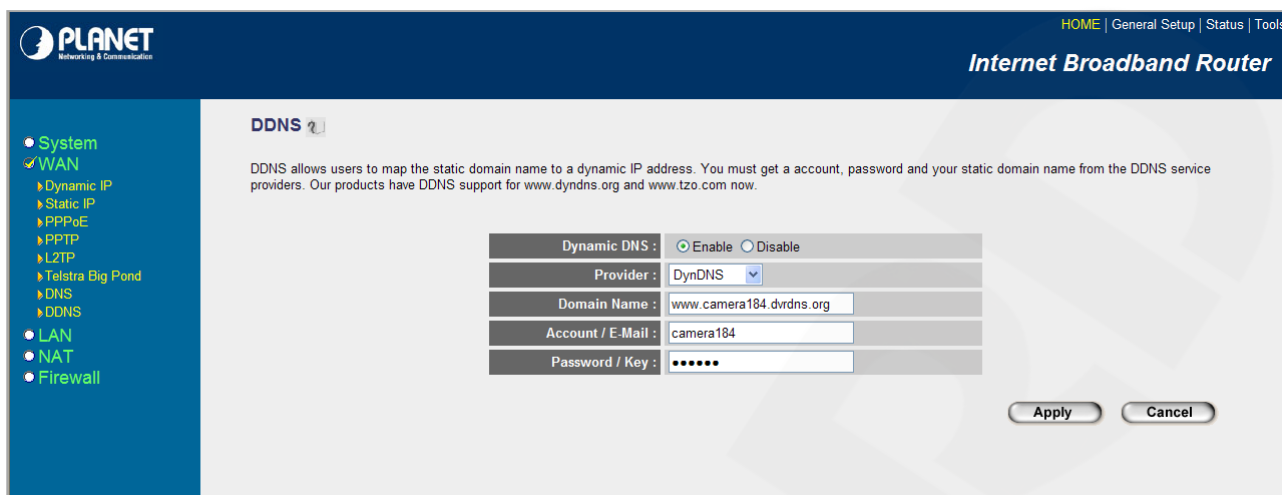 PLANET
Networking & Communication
HOME | General Setup | Status | Tools
Internet Broadband Router
System
WAN
Dynamic IP
Static IP
PPPoE
PPTP
L2TP
Telstra Big Pond
DNS
DDNS
LAN
NAT
Firewall
DDNS
DDNS allows users to map the static domain name to a dynamic IP address. You must get a account, password and your static domain name from the DDNS service
providers. Our products have DDNS support for www.dyndns.org and www.tzo.com now.
Dynamic DNS : Enable Disable
Provider : DynDNS
Domain Name : www.camera184.dvrdns.org
Account / E-Mail : camera184
Password / Key : ••••••
Apply Cancel